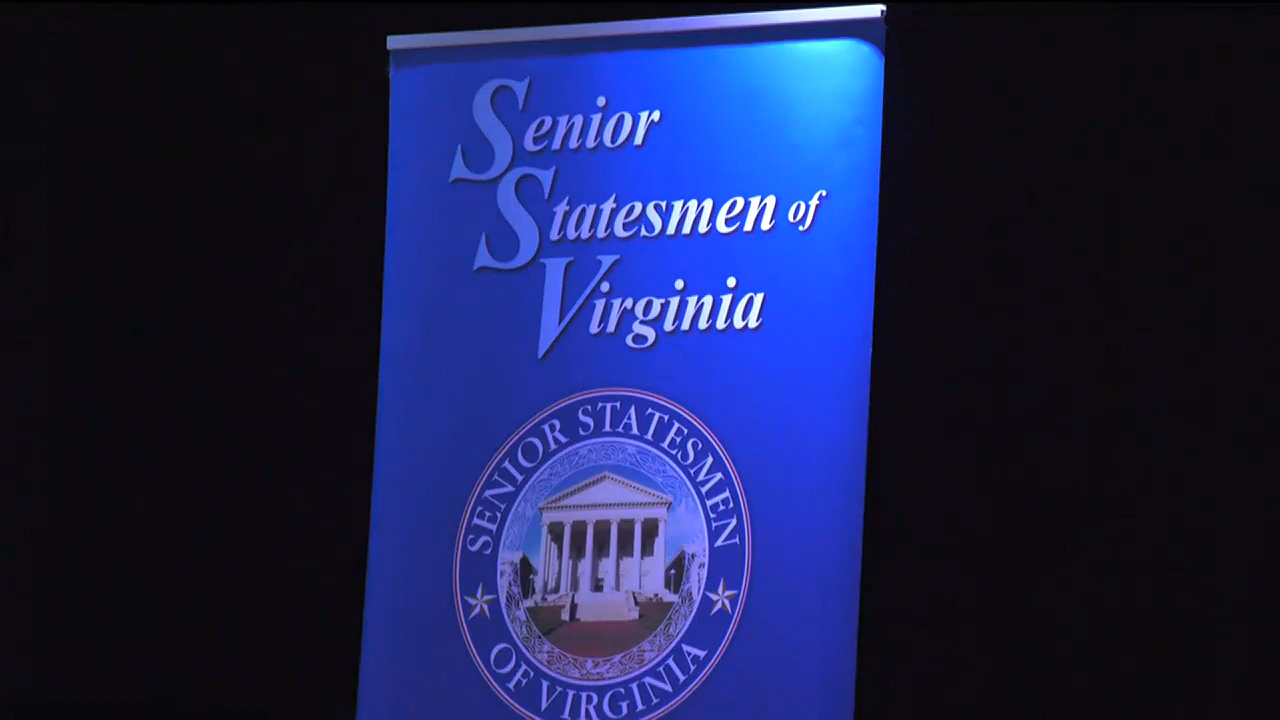 Senior
Statesmen of
Virginia
SENIOR STATESMEN
OF VIRGINIA